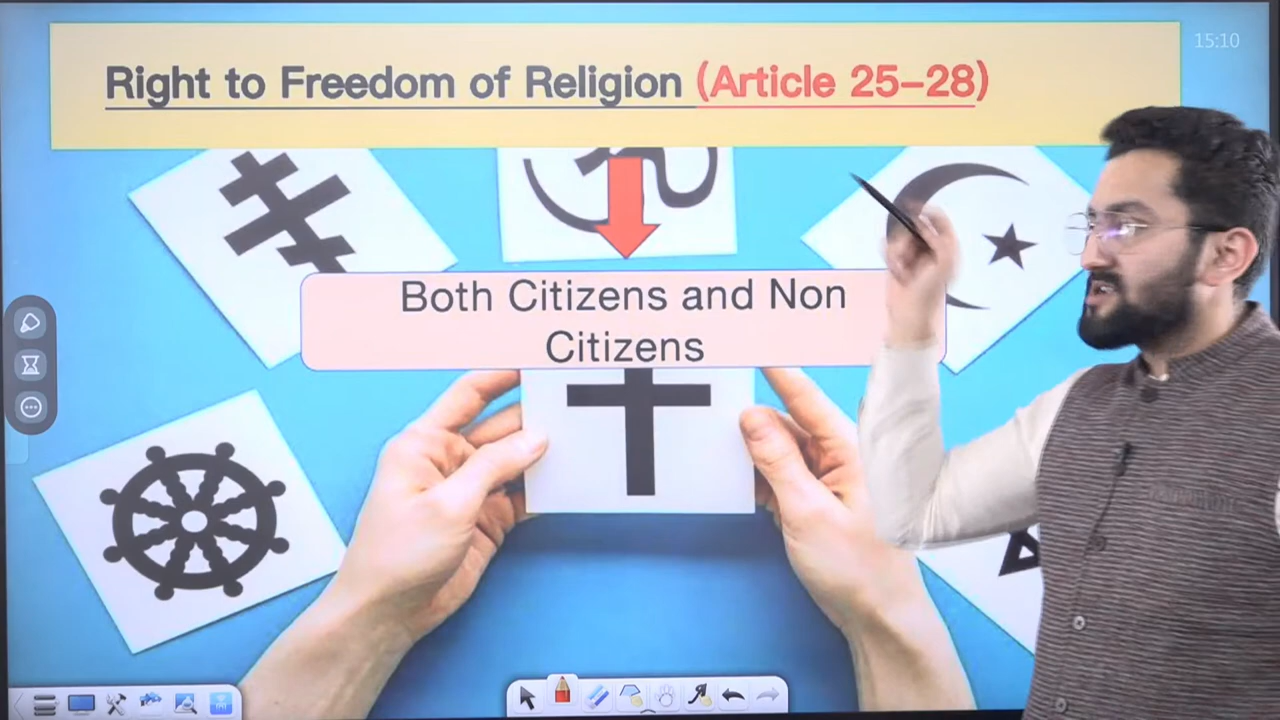 15:10
Right to Freedom of Religion (Article 25–28)
Both Citizens and Non
Citizens